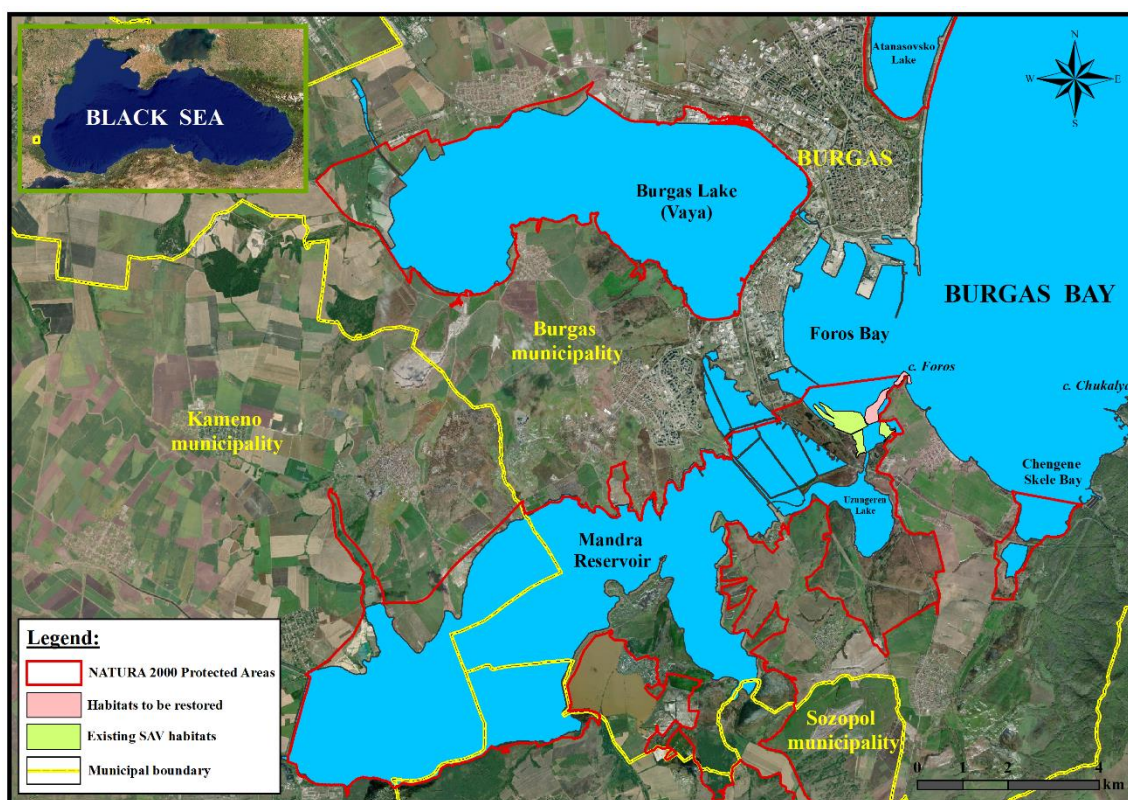 BLACK SEA
Atanasovsko
Lake
W
N
E
S
BURGAS
Burgas Lake
(Vaya)
BURGAS BAY
Foros Bay
Burgas
municipality
c. Foros
c. Chukalya
Kameno
municipality
Chengene
Skele Bay
Uzungeren
Lake
Mandra
Reservoir
Sozopol
municipality
Legend:
NATURA 2000 Protected Areas
Habitats to be restored
Existing SAV habitats
Municipal boundary
0 1 2 4
km